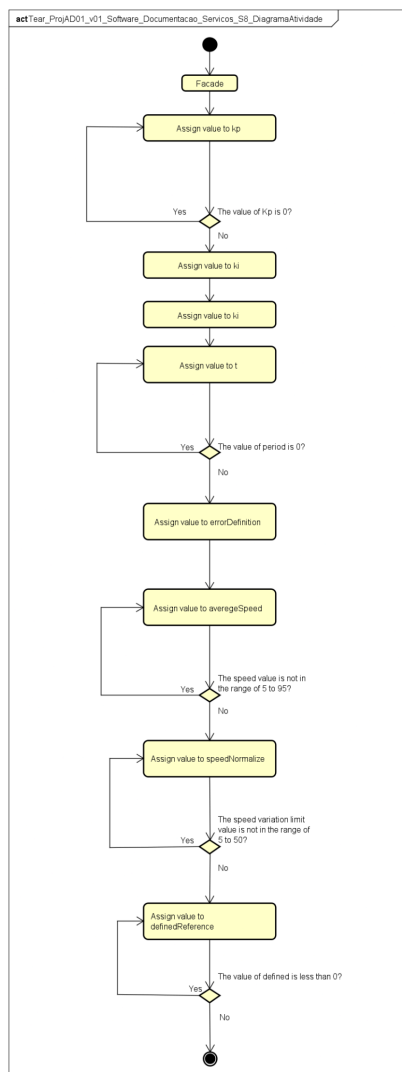 act Tear_ProjAD01_v01_Software_Documentacao_Servicos_S8_DiagramaAtividade
Facade
Assign value to kp
Yes
The value of Kp is 0?
No
Assign value to ki
Assign value to ki
Assign value to t
Yes
The value of period is 0?
No
Assign value to errorDefinition
Assign value to averegeSpeed
The speed value is not in
Yes
the range of 5 to 95?
No
Assign value to speedNormalize
The speed variation limit
value is not in the range of
Yes
5 to 50?
No
Assign value to
definedReference
The value of defined is less than 0?
Yes
No